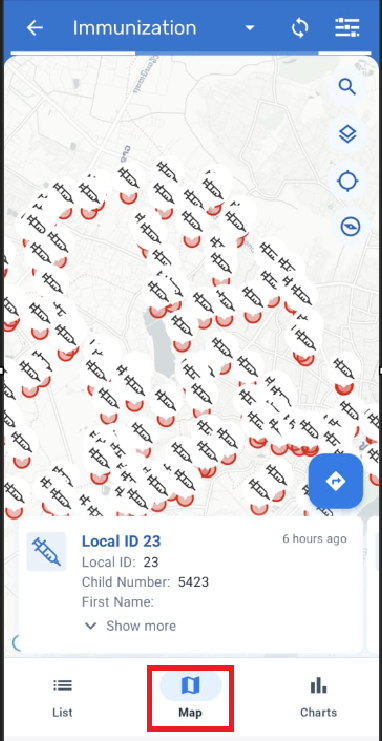 Immunization
Local ID 23
6 hours ago
Local ID: 23
Child Number: 5423
First Name:
Show more
List
Map
Charts